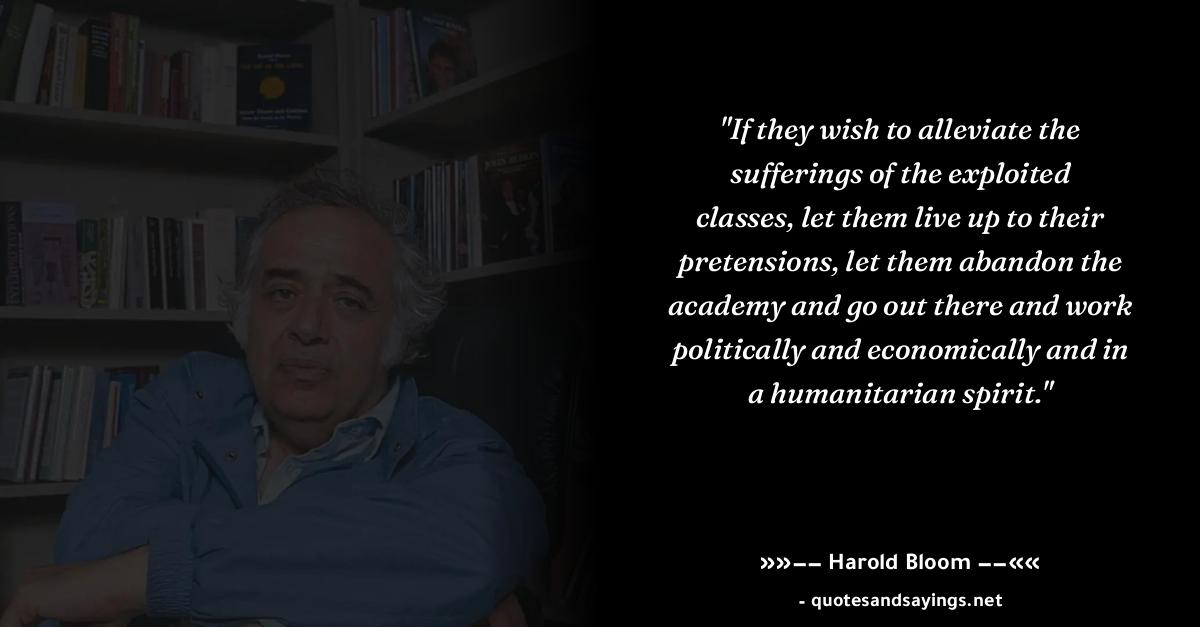 "If they wish to alleviate the
sufferings of the exploited
classes, let them live up to their
pretensions, let them abandon the
academy and go out there and work
politically and economically and in
a humanitarian spirit."
»»−− Harold Bloom −−««
- quotesandsayings.net